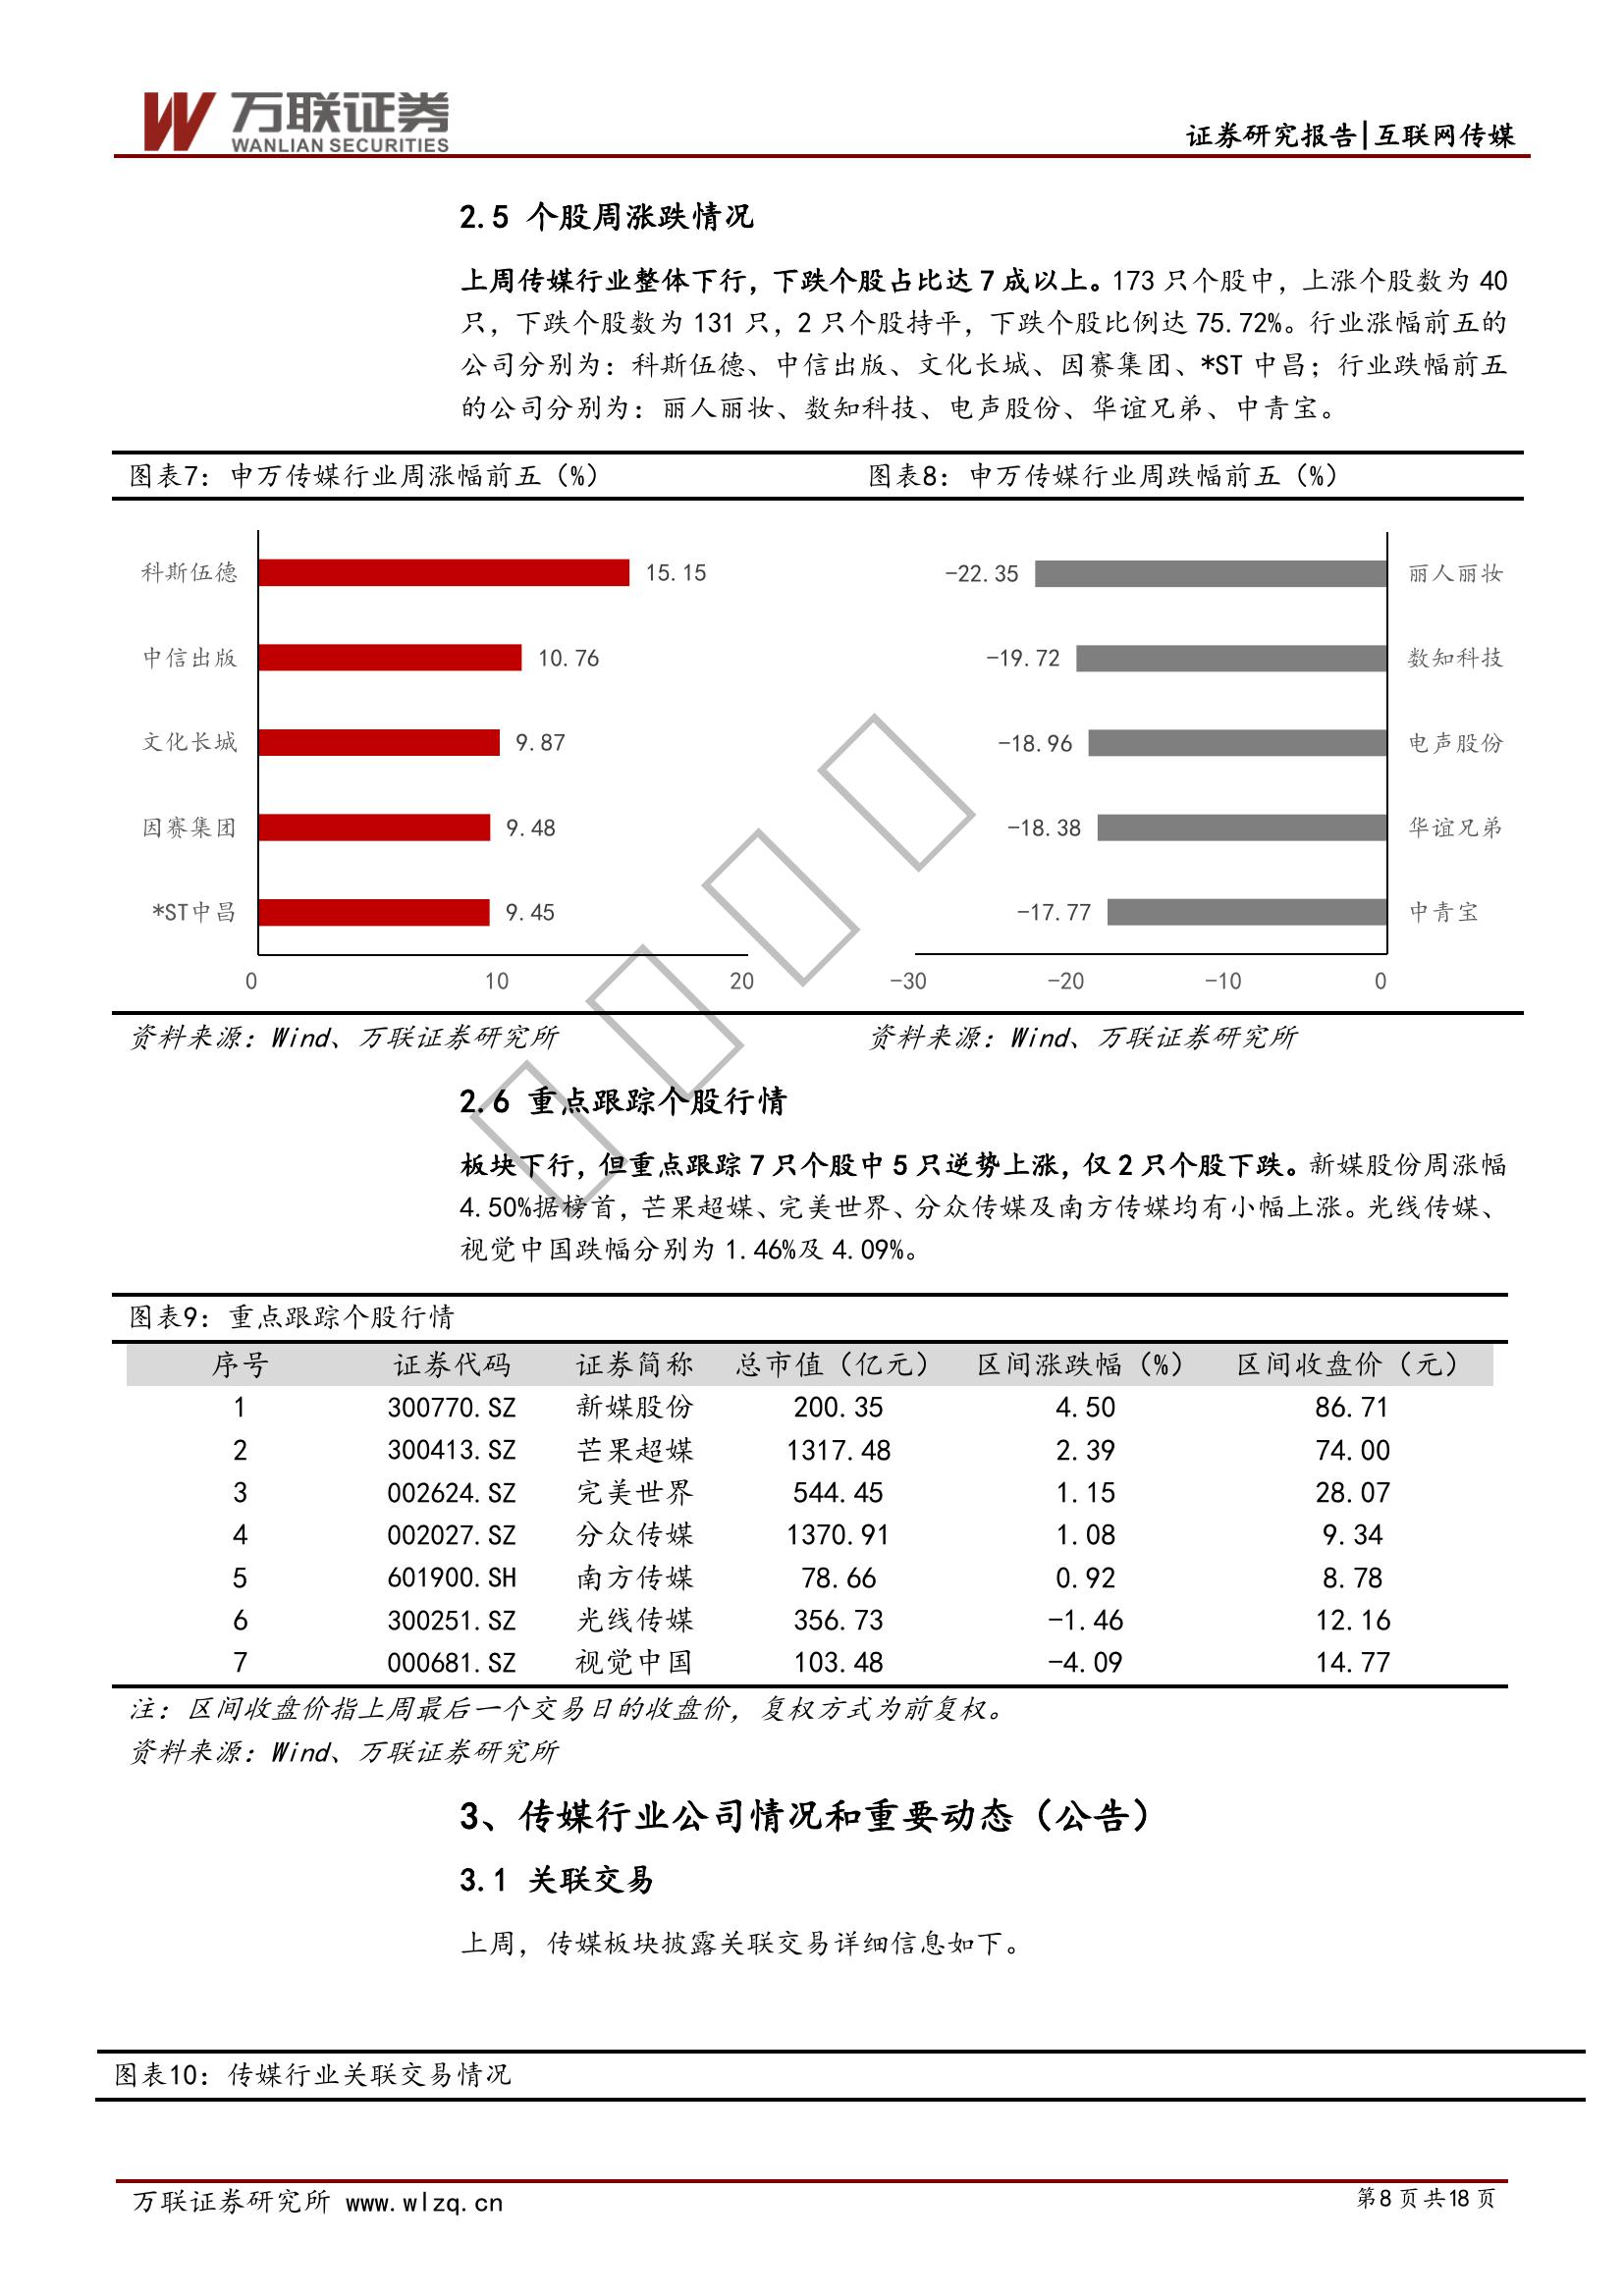 万联证券
WANLIAN SECURITIES
证券研究报告|互联网传媒
2.5 个股周涨跌情况
上周传媒行业整体下行，下跌个股占比达 7 成以上。173 只个股中，上涨个股数为 40
只，下跌个股数为 131 只，2 只个股持平，下跌个股比例达 75.72%。行业涨幅前五的
公司分别为：科斯伍德、中信出版、文化长城、因赛集团、*ST 中昌；行业跌幅前五
的公司分别为：丽人丽妆、数知科技、电声股份、华谊兄弟、中青宝。
图表7：申万传媒行业周涨幅前五（%）
科斯伍德 15.15
中信出版 10.76
文化长城 9.87
因赛集团 9.48
*ST中昌 9.45
0 10 20
资料来源：Wind、万联证券研究所
图表8：申万传媒行业周跌幅前五（%）
-22.35 丽人丽妆
-19.72 数知科技
-18.96 电声股份
-18.38 华谊兄弟
-17.77 中青宝
-30 -20 -10 0
资料来源：Wind、万联证券研究所
2.6 重点跟踪个股行情
板块下行，但重点跟踪 7 只个股中 5 只逆势上涨，仅 2 只个股下跌。新媒股份周涨幅
4.50%据榜首，芒果超媒、完美世界、分众传媒及南方传媒均有小幅上涨。光线传媒、
视觉中国跌幅分别为 1.46%及 4.09%。
图表9：重点跟踪个股行情
序号 证券代码 证券简称 总市值（亿元） 区间涨跌幅（%） 区间收盘价（元）
1 300770.SZ 新媒股份 200.35 4.50 86.71
2 300413.SZ 芒果超媒 1317.48 2.39 74.00
3 002624.SZ 完美世界 544.45 1.15 28.07
4 002027.SZ 分众传媒 1370.91 1.08 9.34
5 601900.SH 南方传媒 78.66 0.92 8.78
6 300251.SZ 光线传媒 356.73 -1.46 12.16
7 000681.SZ 视觉中国 103.48 -4.09 14.77
注：区间收盘价指上周最后一个交易日的收盘价，复权方式为前复权。
资料来源：Wind、万联证券研究所
3、传媒行业公司情况和重要动态（公告）
3.1 关联交易
上周，传媒板块披露关联交易详细信息如下。
图表10：传媒行业关联交易情况
万联证券研究所 www.wlzq.cn
第8 页 共18 页